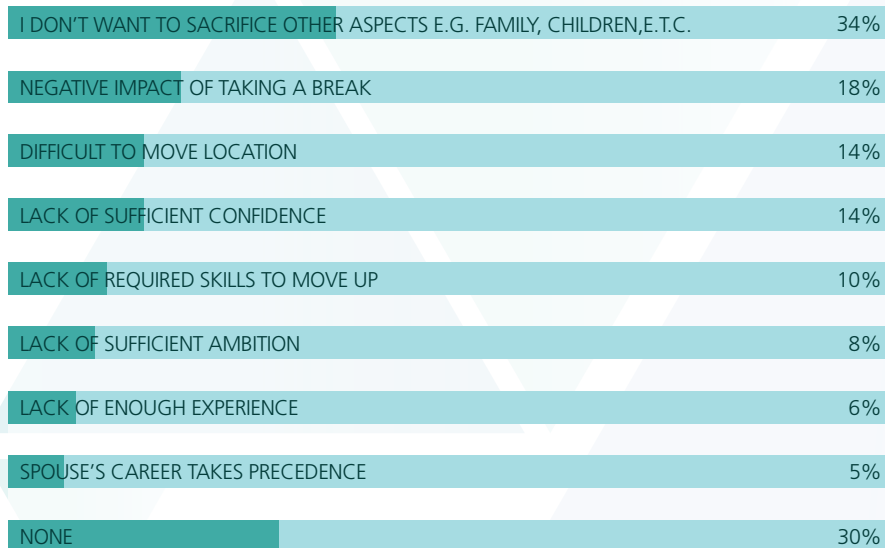 I DON'T WANT TO SACRIFICE OTHER ASPECTS E.G. FAMILY, CHILDREN,E.T.C. 34%
NEGATIVE IMPACT OF TAKING A BREAK 18%
DIFFICULT TO MOVE LOCATION 14%
LACK OF SUFFICIENT CONFIDENCE 14%
LACK OF REQUIRED SKILLS TO MOVE UP 10%
LACK OF SUFFICIENT AMBITION 8%
LACK OF ENOUGH EXPERIENCE 6%
SPOUSE'S CAREER TAKES PRECEDENCE 5%
NONE 30%